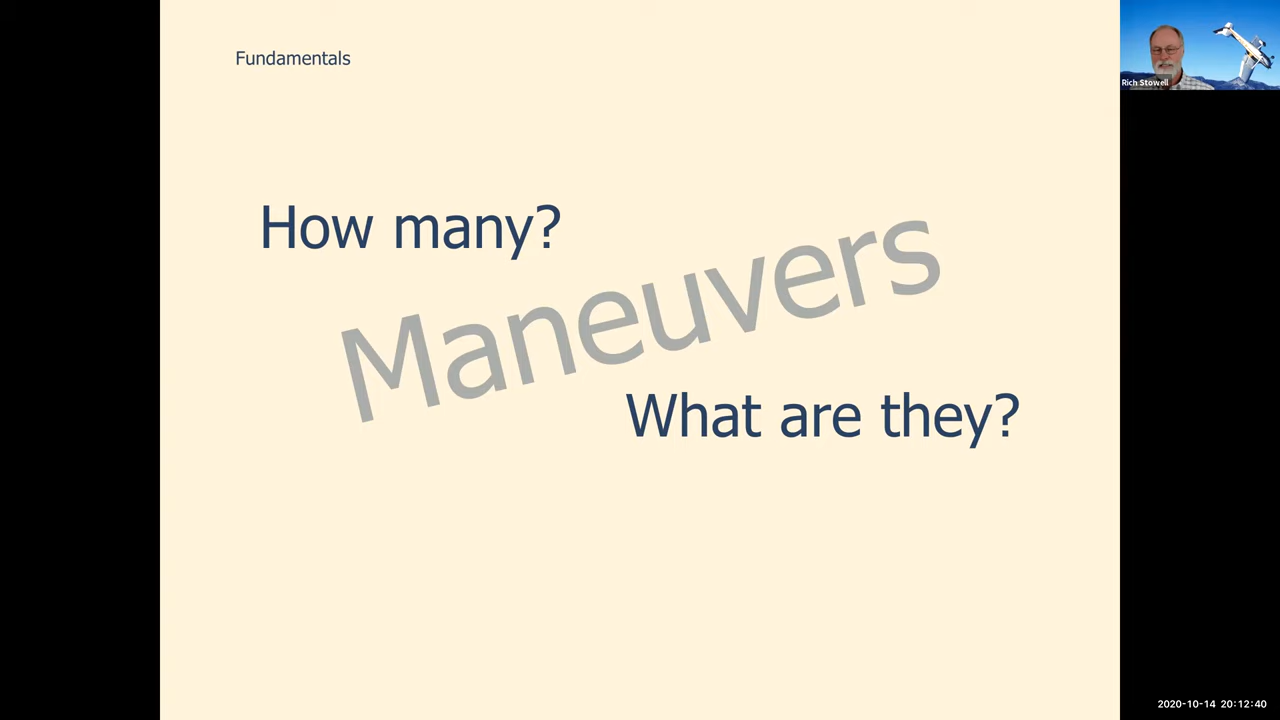 Fundamentals
How many?
Maneuvers
What are they?
Rich Stowell
2020-10-14 20:12:40